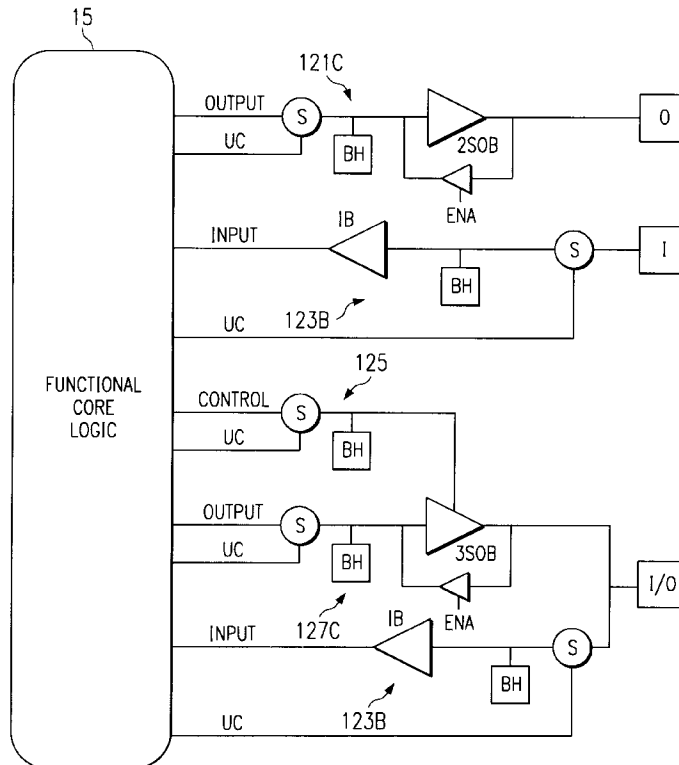 15
121C
OUTPUT
S
O
UC
BH
2SOB
ENA
IB
INPUT
S
I
BH
123B
UC
FUNCTIONAL
CORE
LOGIC
125
CONTROL
S
UC
BH
OUTPUT
S
UC
BH
3SOB
I/O
127C
IB
ENA
INPUT
S
BH
123B
UC